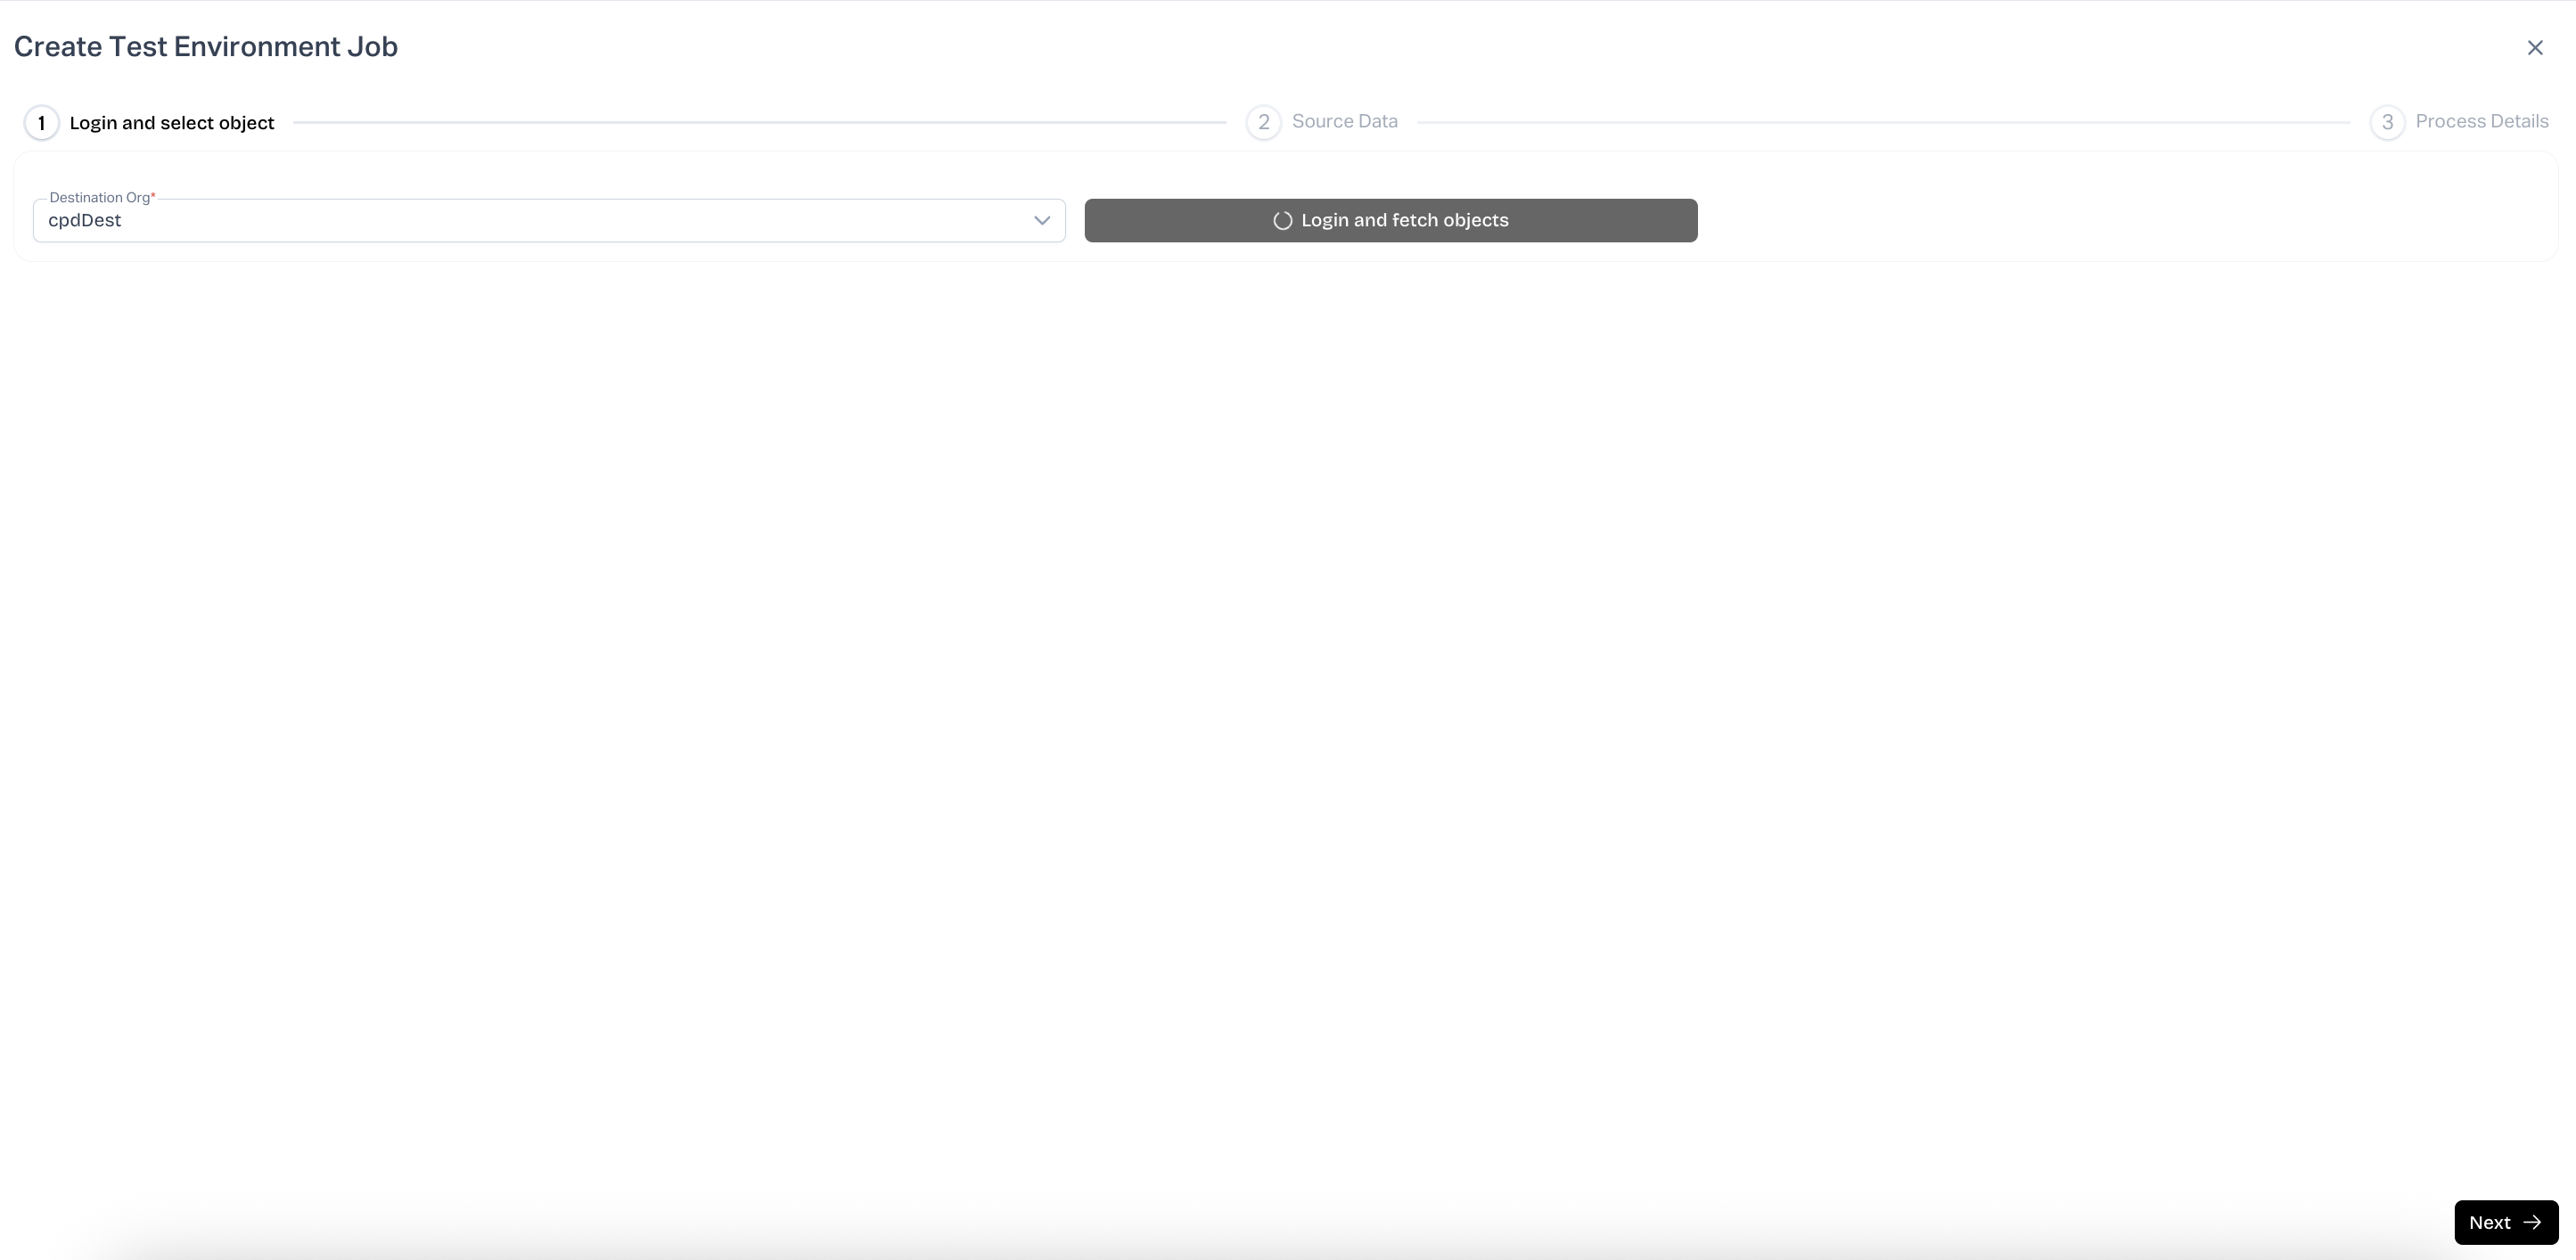 Create Test Environment Job
1 Login and select object
2 Source Data
3 Process Details
Destination Org*
cpdDest
Login and fetch objects
Next